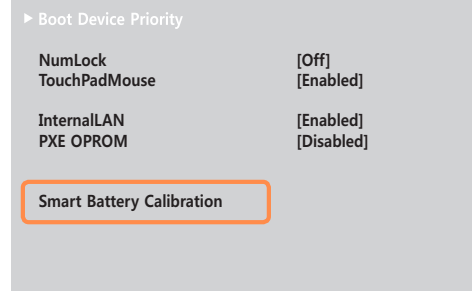 ▶ Boot Device Priority
NumLock [Off]
TouchPadMouse [Enabled]
InternalLAN [Enabled]
PXE OPROM [Disabled]
Smart Battery Calibration